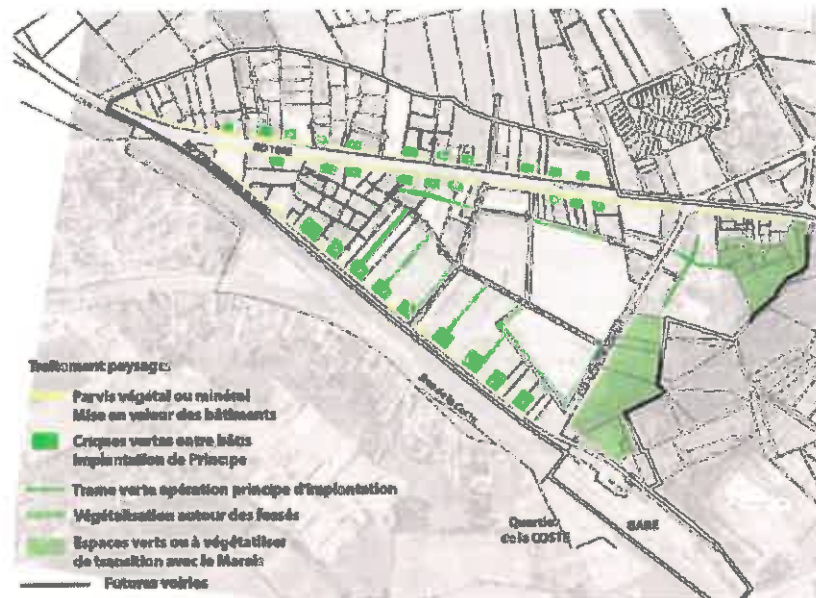 Traitement paysager
Parvis végétal ou minéral
Mise en valeur des bâtiments
Criques vertes entre bâtis
Implantation de Principe
Trame verte opération principe d'implantation
Végétalisation autour des fossés
Espaces verts ou à végétatiliser
de transition avec le Marais
Futures voiries
Quartier
de la COSTE
GARE